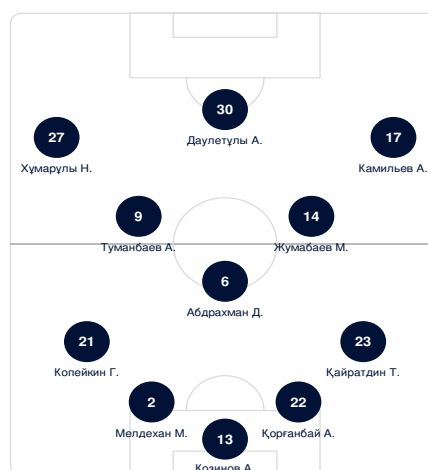 30
27
17
Даулетұлы А.
Хұмарұлы Н.
Камильев А.
9
14
Туманбаев А.
Жумабаев М.
6
Абдрахман Д.
21
23
Копейкин Г.
Қайратдин Т.
2
22
Мелдехан М.
Қорғанбай А.
13
Козинов А.